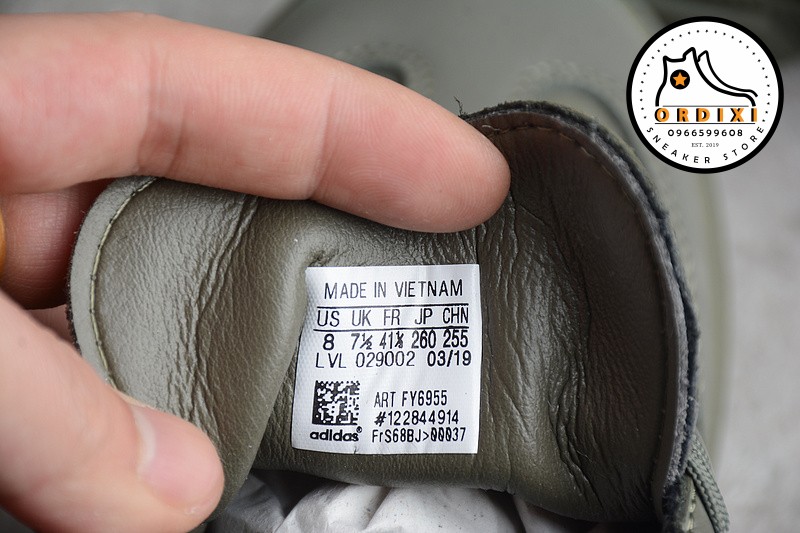 ORDIXI
0966599608
EST. 2019
SNEAKER STORE
MADE IN VIETNAM
US UK FR JP CHN
8 7½ 41⅓ 260 255
LVL 029002 03/19
ART FY6955
#122844914
adidas® FrS68BJ>00037